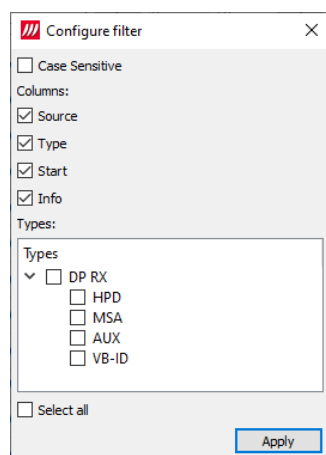 Configure filter
Case Sensitive
Columns:
Source
Type
Start
Info
Types:
Types
DP RX
HPD
MSA
AUX
VB-ID
Select all
Apply